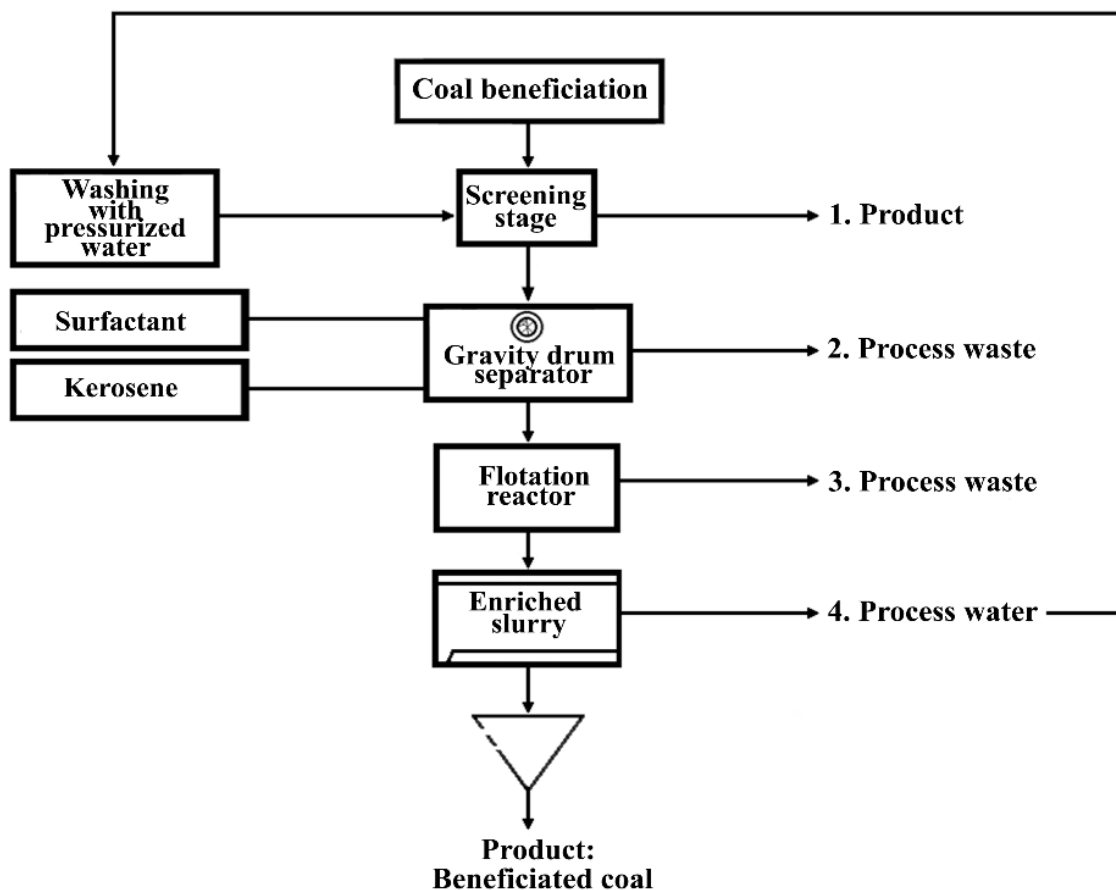 Coal beneficiation
Washing
with
pressurized
water
Screening
stage
1. Product
Surfactant
Kerosene
Gravity drum
separator
2. Process waste
Flotation
reactor
3. Process waste
Enriched
slurry
4. Process water
Product:
Beneficiated coal